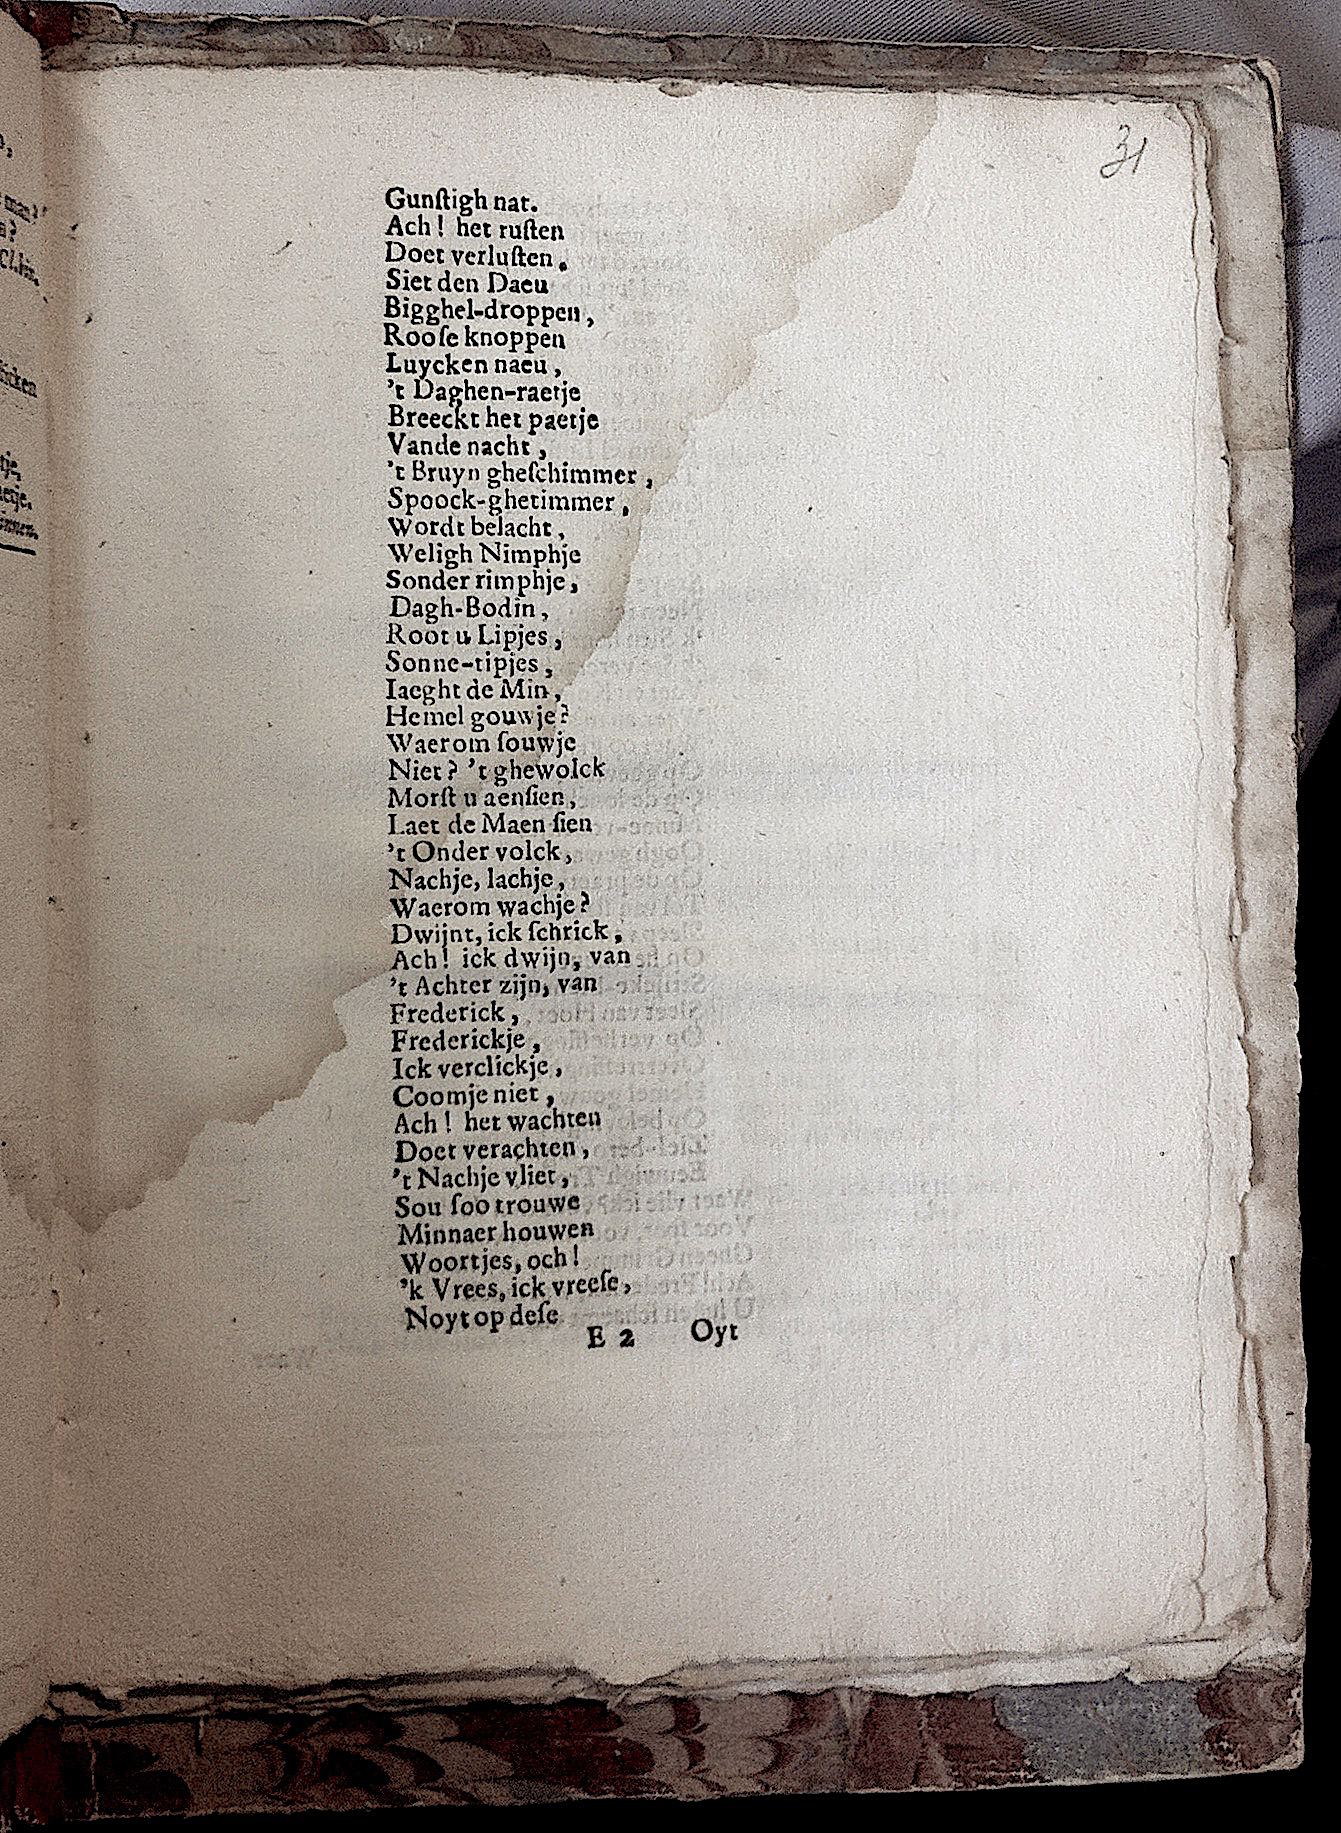 31
Gunſtigh nat.
Ach! het ruſten
Doet verluſten.
Siet den Daeu
Bigghel-droppen,
Rooſe knoppen
Luycken naeu,
't Daghen-raetje
Breeckt het paetje
Vande nacht,
't Bruyn gheſchimmer,
Spoock-ghetimmer,
Wordt belacht,
Weligh Nimphje
Sonder rimphje,
Dagh-Bodin,
Root u Lipjes,
Sonne-tipjes,
Iaeght de Min,
Hemel gouwje?
Waerom ſouwje
Niet? 't ghewolck
Morſt u aenſien,
Laet de Maen ſien
't Onder volck,
Nachje, lachje,
Waerom wachje?
Dwijnt, ick ſchrick,
Ach! ick dwijn, van
't Achter zijn, van
Frederick,
Frederickje,
Ick verclickje,
Coomje niet,
Ach! het wachten
Doet verachten,
't Nachje vliet,
Sou ſoo trouwe
Minnaer houwen
Woortjes, och!
'k Vrees, ick vreeſe,
Noyt op deſe
E 2 Oyt